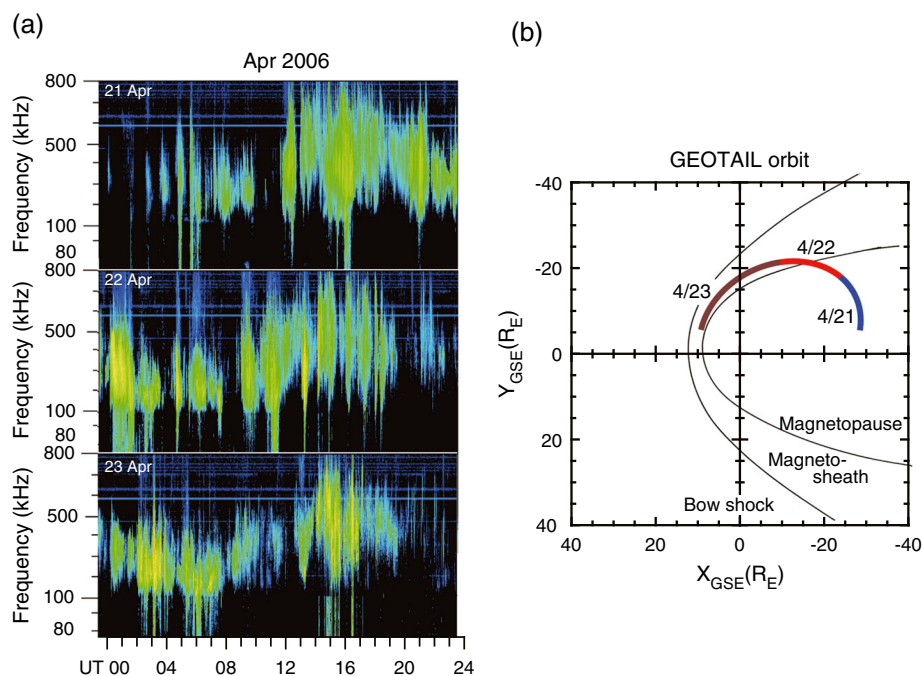 (a)
Apr 2006
800
21 Apr
500
100
80
Frequency (kHz)
800
22 Apr
500
100
80
Frequency (kHz)
800
23 Apr
500
100
80
Frequency (kHz)
UT 00 04 08 12 16 20 24
(b)
GEOTAIL orbit
-40
-20
0
20
40
Y_GSE(R_E)
4/22
4/23
4/21
Magnetopause
Magneto-
sheath
Bow shock
40 20 0 -20 -40
X_GSE(R_E)